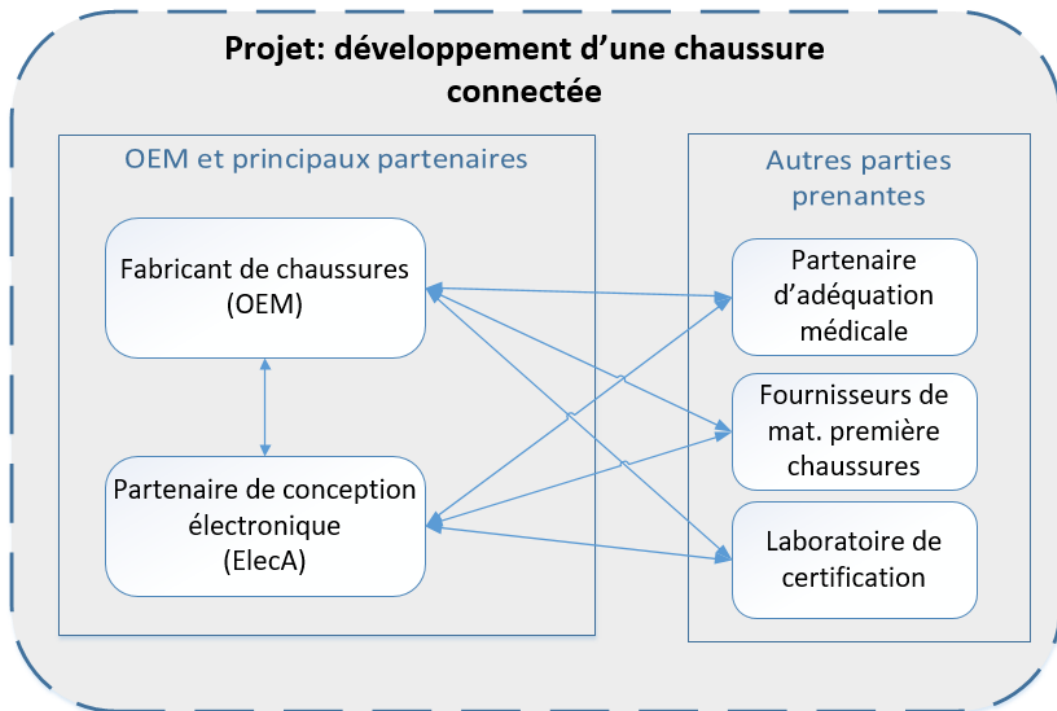 Projet: développement d’une chaussure
connectée
OEM et principaux partenaires
Fabricant de chaussures
(OEM)
Partenaire de conception
électronique
(ElecA)
Autres parties
prenantes
Partenaire
d’adéquation
médicale
Fournisseurs de
mat. première
chaussures
Laboratoire de
certification